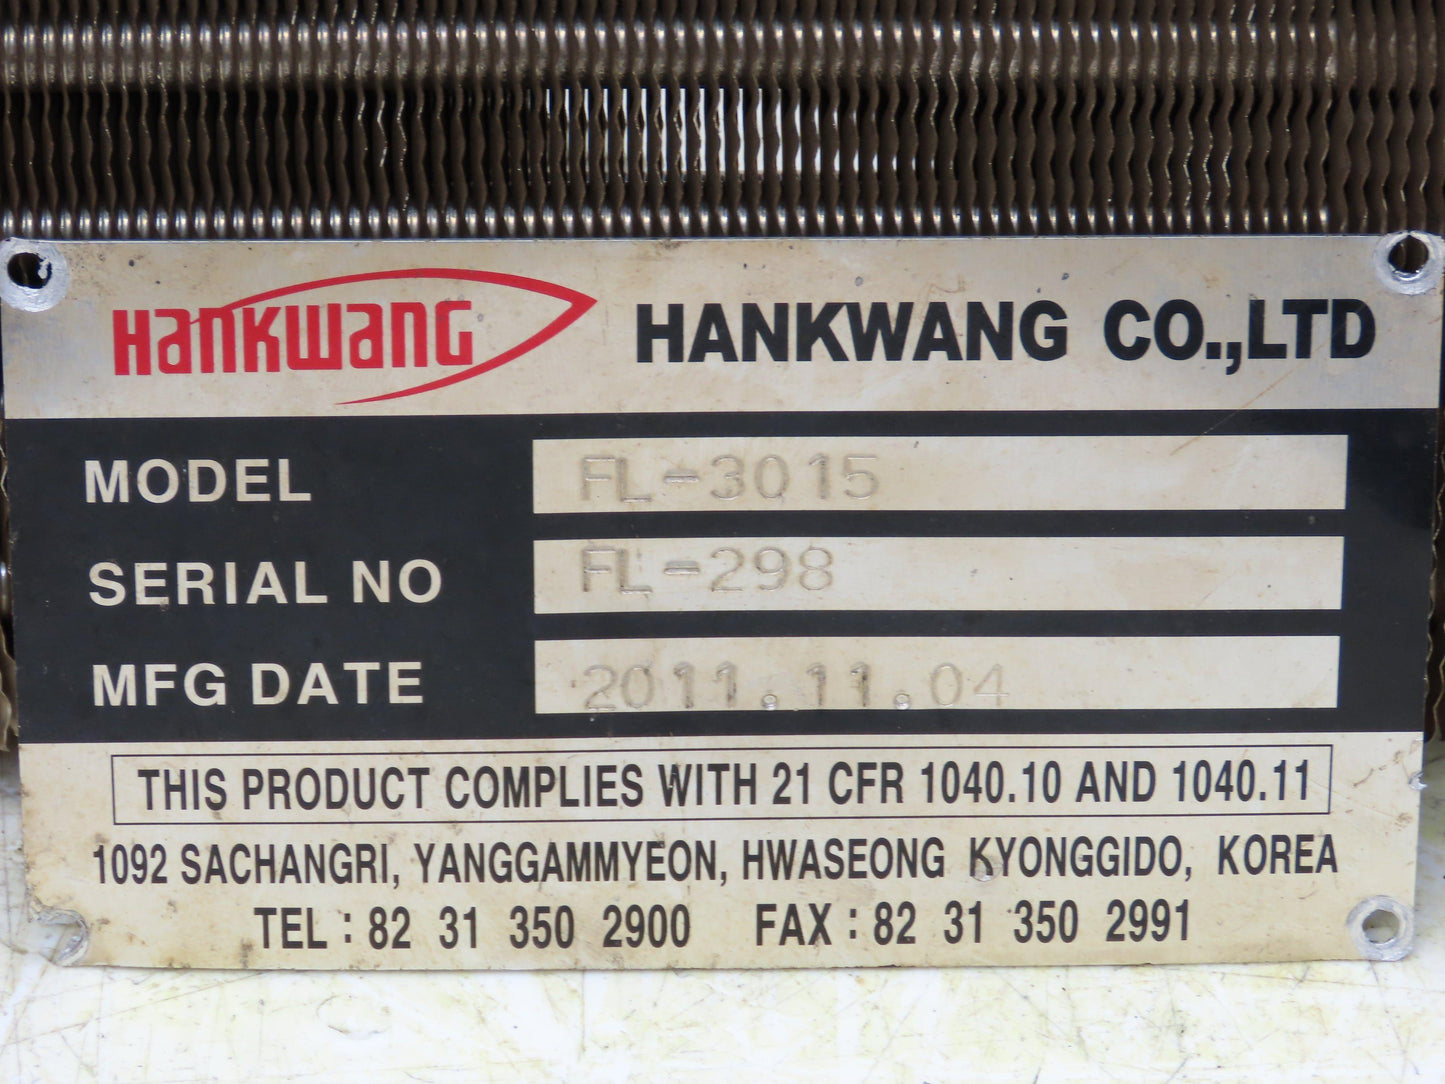 HANKWANG HANKWANG CO.,LTD
MODEL FL-3015
SERIAL NO FL-298
MFG DATE 2011.11.04
THIS PRODUCT COMPLIES WITH 21 CFR 1040.10 AND 1040.11
1092 SACHANGRI, YANGGAMMYEON, HWASEONG KYONGGIDO, KOREA
TEL : 82 31 350 2900 FAX : 82 31 350 2991